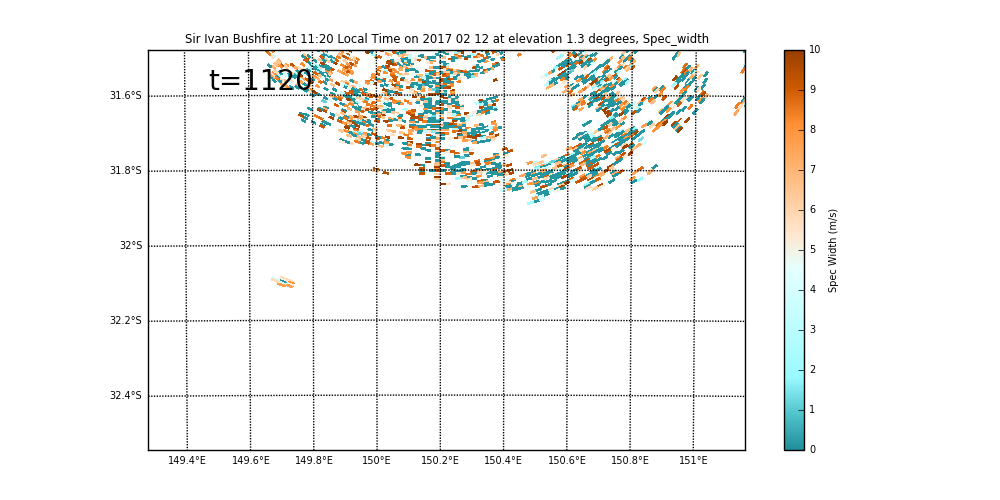 Sir Ivan Bushfire at 11:20 Local Time on 2017 02 12 at elevation 1.3 degrees, Spec_width
t=1120
31.6°S
31.8°S
32°S
32.2°S
32.4°S
149.4°E 149.6°E 149.8°E 150°E 150.2°E 150.4°E 150.6°E 150.8°E 151°E
10
9
8
7
6
5
4
3
2
1
0
Spec Width (m/s)